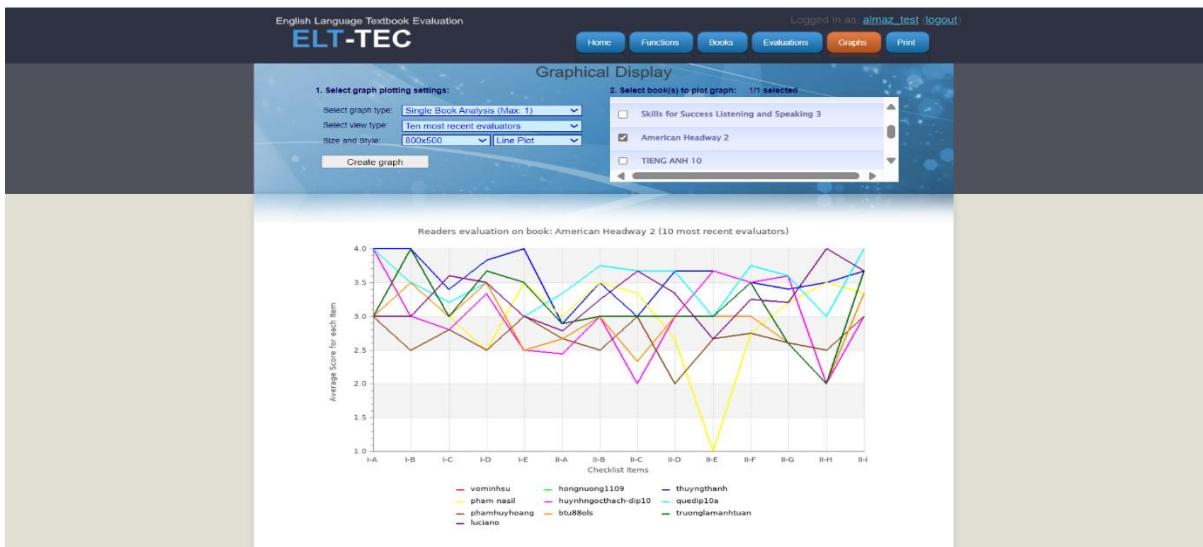 English Language Textbook Evaluation
ELT-TEC
Logged in as: almaz_test (logout)
Home Functions Books Evaluations Graphs Print
Graphical Display
1. Select graph plotting settings:
Select graph type: Single Book Analysis (Max: 1)
Select view type: Ten most recent evaluators
Size and Style: 800x500 Line Plot
Create graph
2. Select book(s) to plot graph: 1/1 selected
Skills for Success Listening and Speaking 3
American Headway 2
TIENG ANH 10
Readers evaluation on book: American Headway 2 (10 most recent evaluators)
Average Score for each Item
4.0
3.5
3.0
2.5
2.0
1.5
1.0
I-A I-B I-C I-D I-E II-A II-B II-C II-D II-E II-F II-G II-H II-I
Checklist Items
vominhsu hongnuong1109 thuyngthanh
pham nasil huynhngocthach-dip10 quedip10a
phamhuyhoang btu88ols truonglamanhtuan
luciano